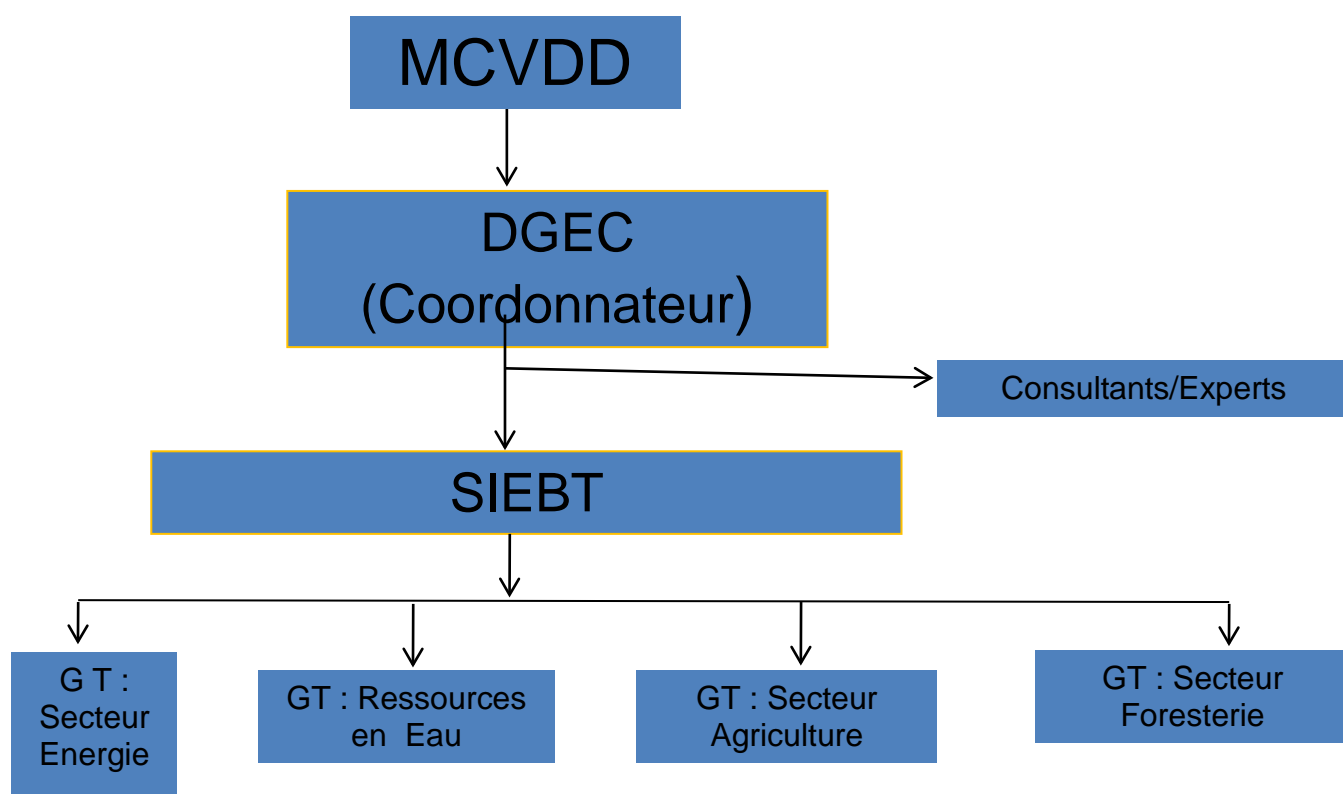 MCVDD
DGEC
(Coordonnateur)
Consultants/Experts
SIEBT
G T :
Secteur
Energie
GT : Ressources
en Eau
GT : Secteur
Agriculture
GT : Secteur
Foresterie